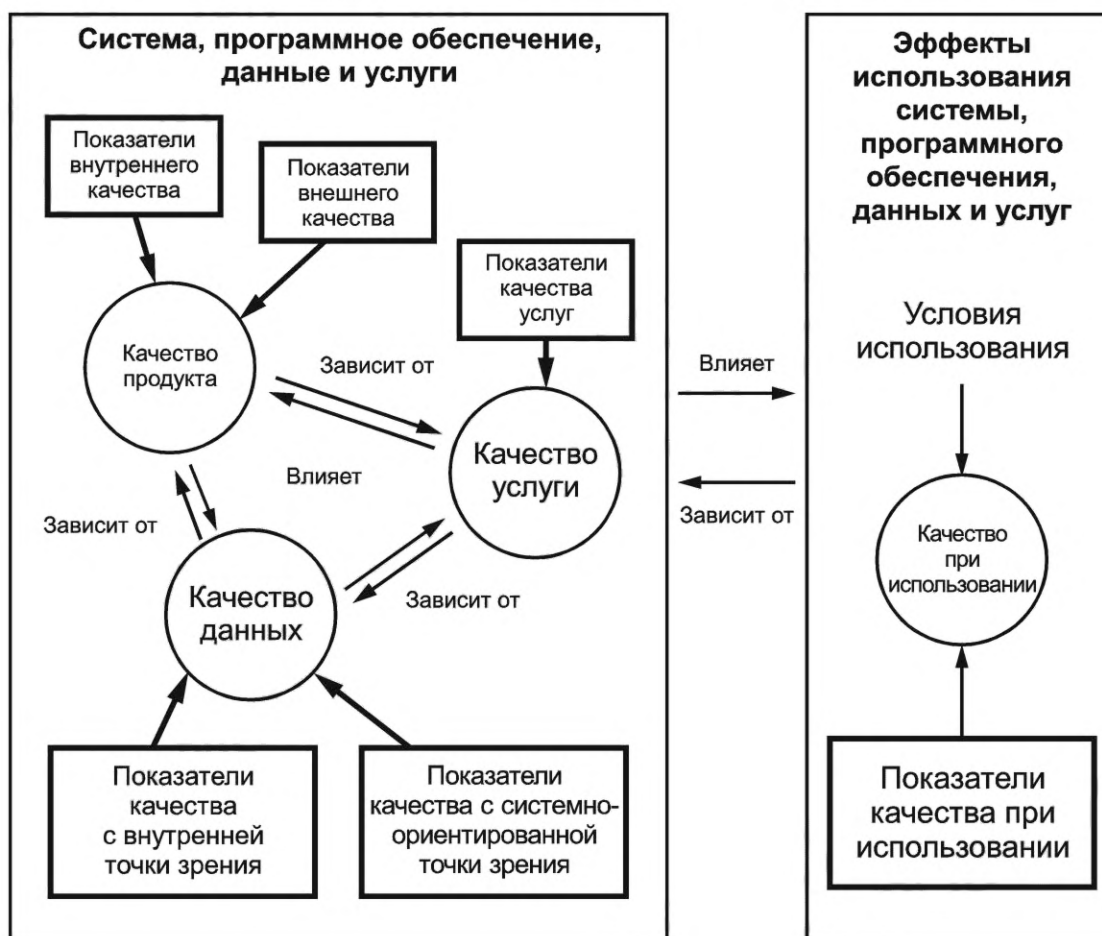 Система, программное обеспечение,
данные и услуги
Показатели
внутреннего
качества
Показатели
внешнего
качества
Показатели
качества
услуг
Качество
продукта
Зависит от
Качество
услуги
Влияет
Зависит от
Качество
данных
Зависит от
Показатели
качества
с внутренней
точки зрения
Показатели
качества с системно-
ориентированной
точки зрения
Влияет
Зависит от
Эффекты
использования
системы,
программного
обеспечения,
данных и услуг
Условия
использования
Качество
при
использовании
Показатели
качества при
использовании